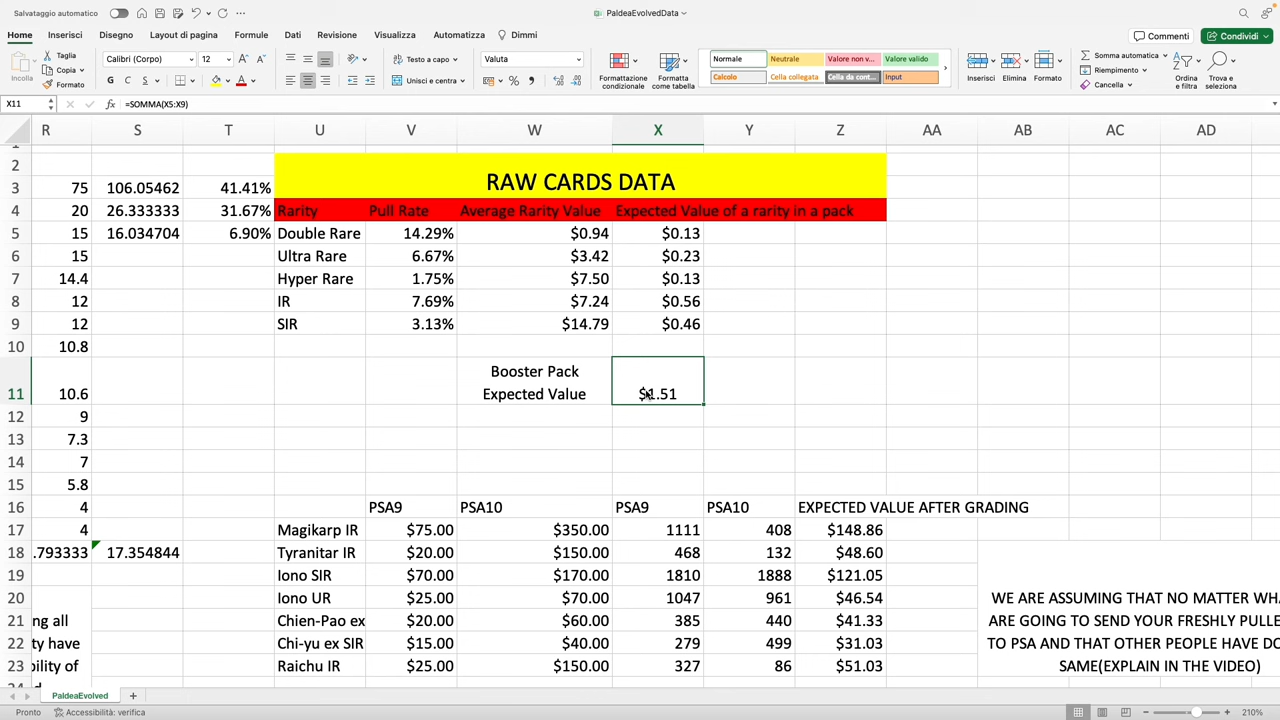 Salvataggio automatico
PaldeaEvolvedData
Home Inserisci Disegno Layout di pagina Formule Dati Revisione Visualizza Automatizza Dimmi
Commenti Condividi
Incolla
Taglia
Copia
Formato
Calibri (Corpo) 12
G C S
Testo a capo
Unisci e centra
Valuta
Formattazione condizionale
Formatta come tabella
Normale Neutrale Valore non v... Valore valido
Calcolo Cella collegata Cella da cont... Input
Inserisci Elimina Formato
Somma automatica
Riempimento
Cancella
Ordina e filtra
Trova e seleziona
X11 fx =SOMMA(X5:X9)
R S T U V W X Y Z AA AB AC AD
1
2 RAW CARDS DATA
3 75 106.05462 41.41%
4 20 26.333333 31.67% Rarity Pull Rate Average Rarity Value Expected Value of a rarity in a pack
5 15 16.034704 6.90% Double Rare 14.29% $0.94 $0.13
6 15 Ultra Rare 6.67% $3.42 $0.23
7 14.4 Hyper Rare 1.75% $7.50 $0.13
8 12 IR 7.69% $7.24 $0.56
9 12 SIR 3.13% $14.79 $0.46
10 10.8
Booster Pack
11 10.6 Expected Value $1.51
12 9
13 7.3
14 7
15 5.8
16 4 PSA9 PSA10 PSA9 PSA10 EXPECTED VALUE AFTER GRADING
17 4 Magikarp IR $75.00 $350.00 1111 408 $148.86
18 .793333 17.354844 Tyranitar IR $20.00 $150.00 468 132 $48.60
19 Iono SIR $70.00 $170.00 1810 1888 $121.05
20 Iono UR $25.00 $70.00 1047 961 $46.54 WE ARE ASSUMING THAT NO MATTER WHA
21 ng all Chien-Pao ex $20.00 $60.00 385 440 $41.33 ARE GOING TO SEND YOUR FRESHLY PULLE
22 ty have Chi-yu ex SIR $15.00 $40.00 279 499 $31.03 TO PSA AND THAT OTHER PEOPLE HAVE DO
23 bility of Raichu IR $25.00 $150.00 327 86 $51.03 SAME(EXPLAIN IN THE VIDEO)
PaldeaEvolved
Pronto Accessibilità: verifica 210%